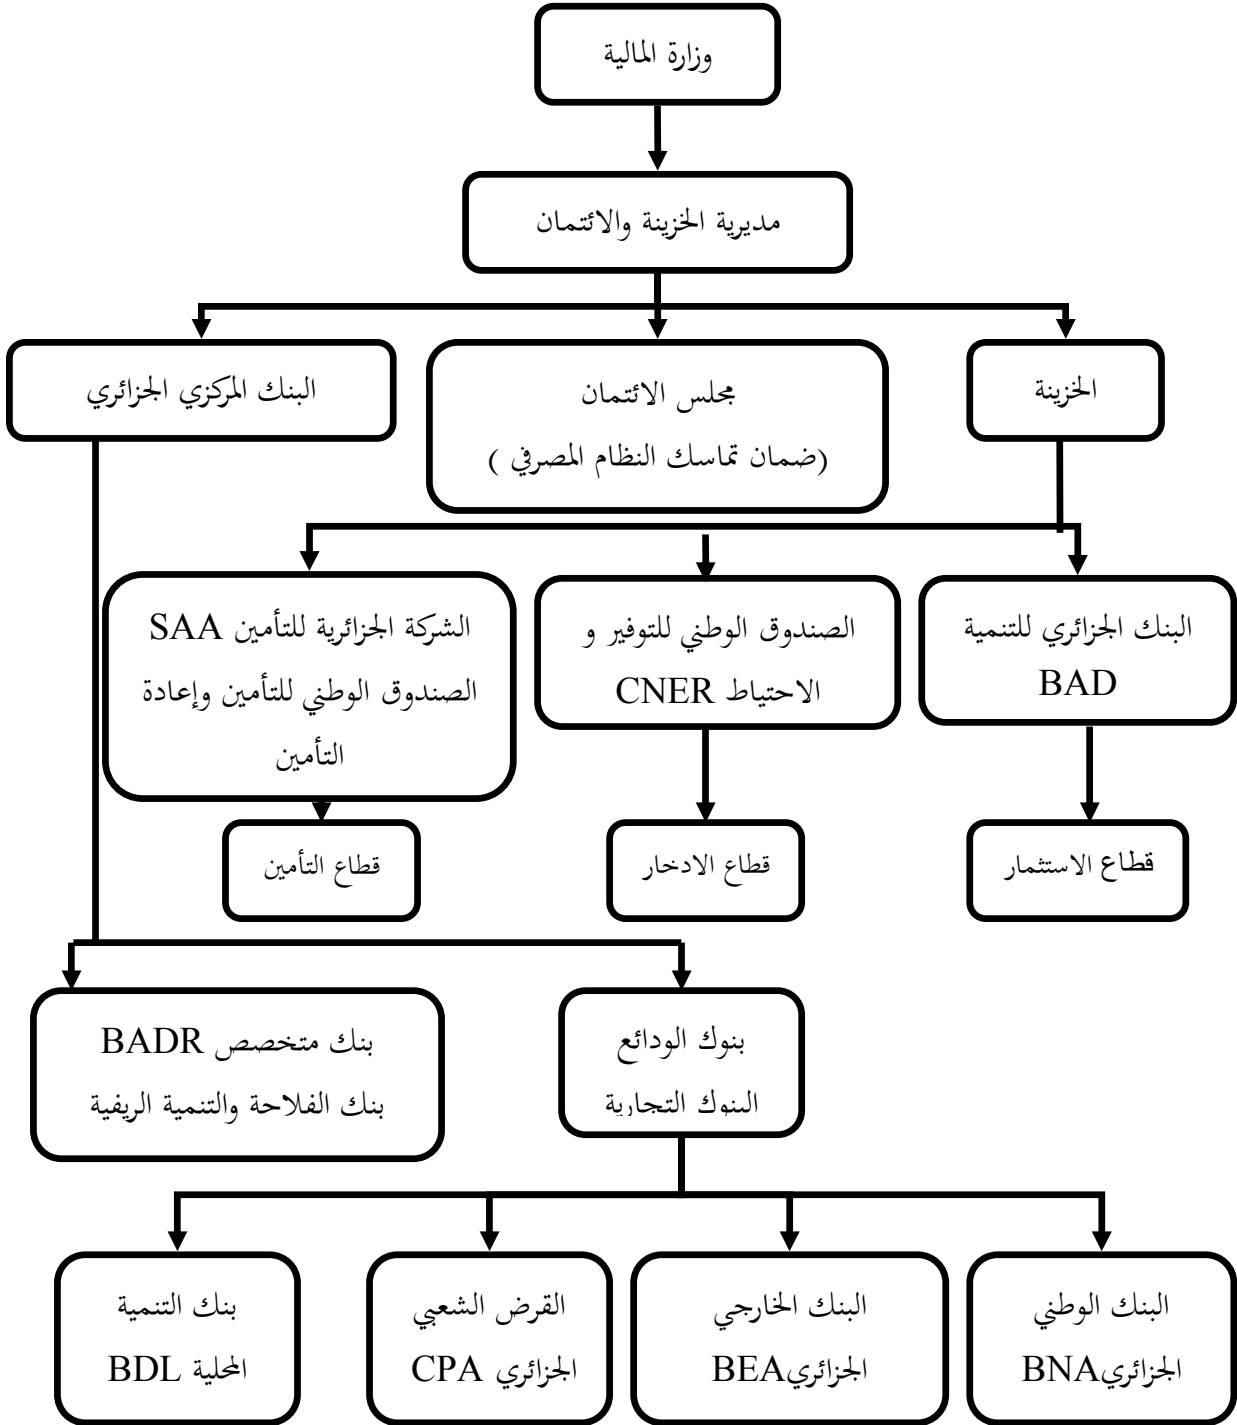 وزارة المالية
مديرية الخزينة والائتمان
الخزينة
مجلس الائتمان
(ضمان تماسك النظام المصرفي )
البنك المركزي الجزائري
البنك الجزائري للتنمية
BAD
الصندوق الوطني للتوفير و
الاحتياط CNER
الشركة الجزائرية للتأمين SAA
الصندوق الوطني للتأمين وإعادة
التأمين
قطاع الاستثمار
قطاع الادخار
قطاع التأمين
بنوك الودائع
البنوك التجارية
بنك متخصص BADR
بنك الفلاحة والتنمية الريفية
البنك الوطني
الجزائريBNA
البنك الخارجي
الجزائريBEA
القرض الشعبي
الجزائري CPA
بنك التنمية
المحلية BDL